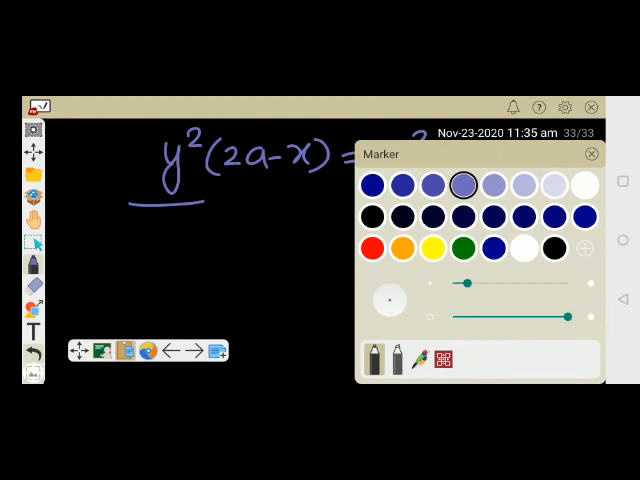 Nov-23-2020 11:35 am 33/33
y²(2a-x) =
Marker
T